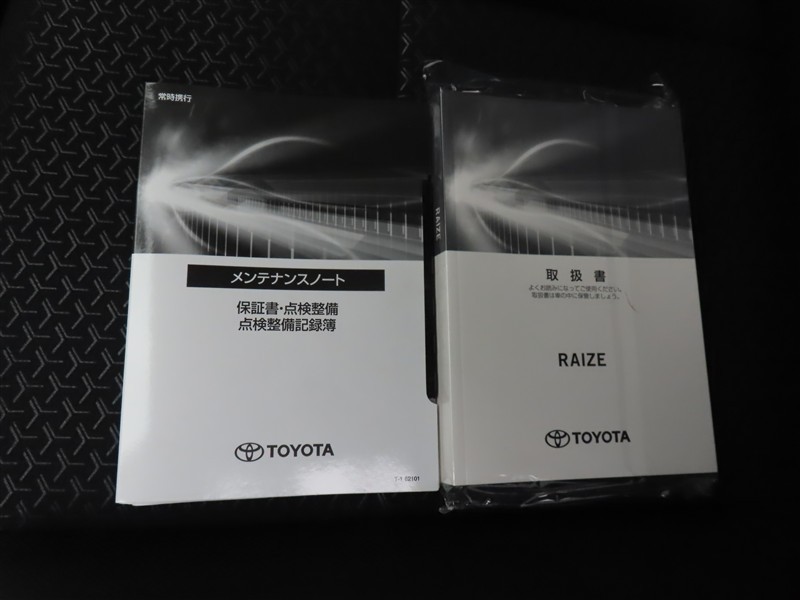 常時携行
メンテナンスノート
保証書・点検整備
点検整備記録簿
TOYOTA
RAIZE
取扱書
よくお読みになってご使用ください。
取扱書は車の中に保管しましょう。
RAIZE
TOYOTA